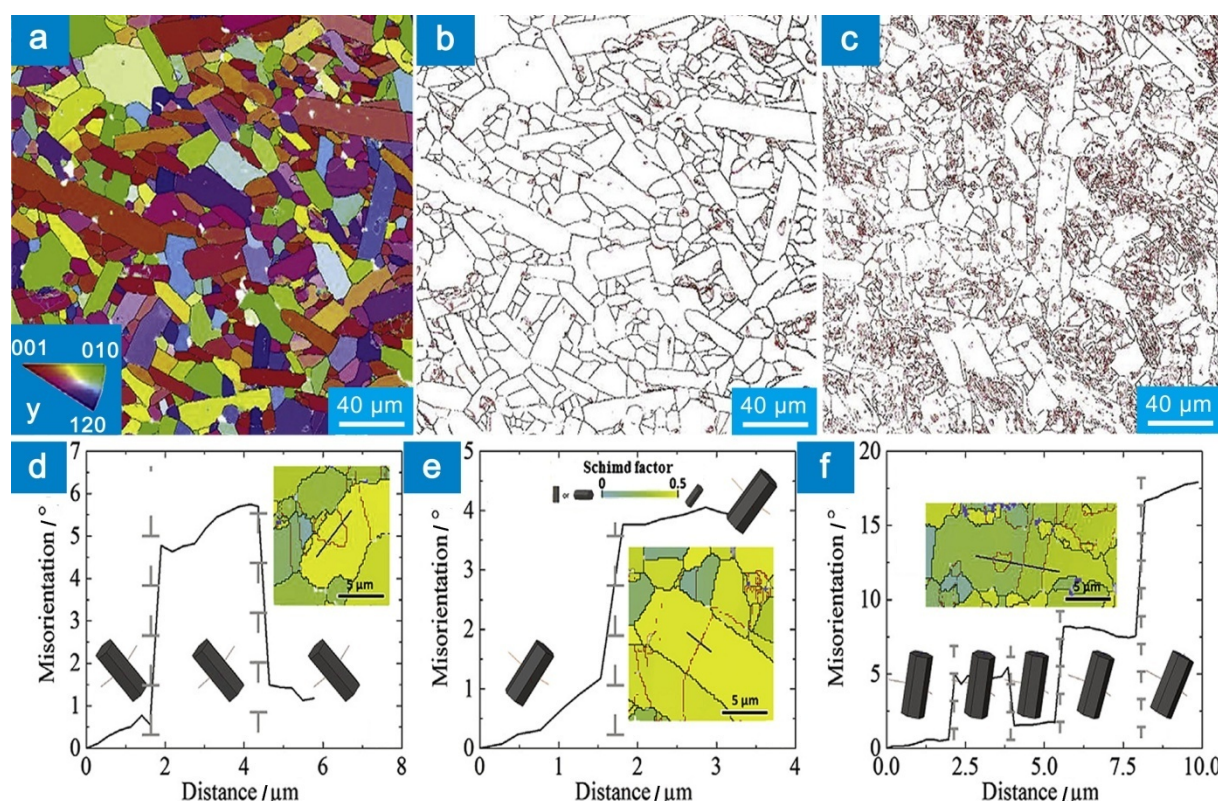 a
b
c
001 010
y
120
40 µm
40 µm
40 µm
d
e
f
7
6
5
4
3
2
1
0
Misorientation / °
5 µm
0 2 4 6 8
Distance / µm
5
4
3
2
1
0
Misorientation / °
Schimd factor
or
0 0.5
5 µm
0 1 2 3 4
Distance / µm
20
15
10
5
0
Misorientation / °
5 µm
0.0 2.5 5.0 7.5 10.0
Distance / µm